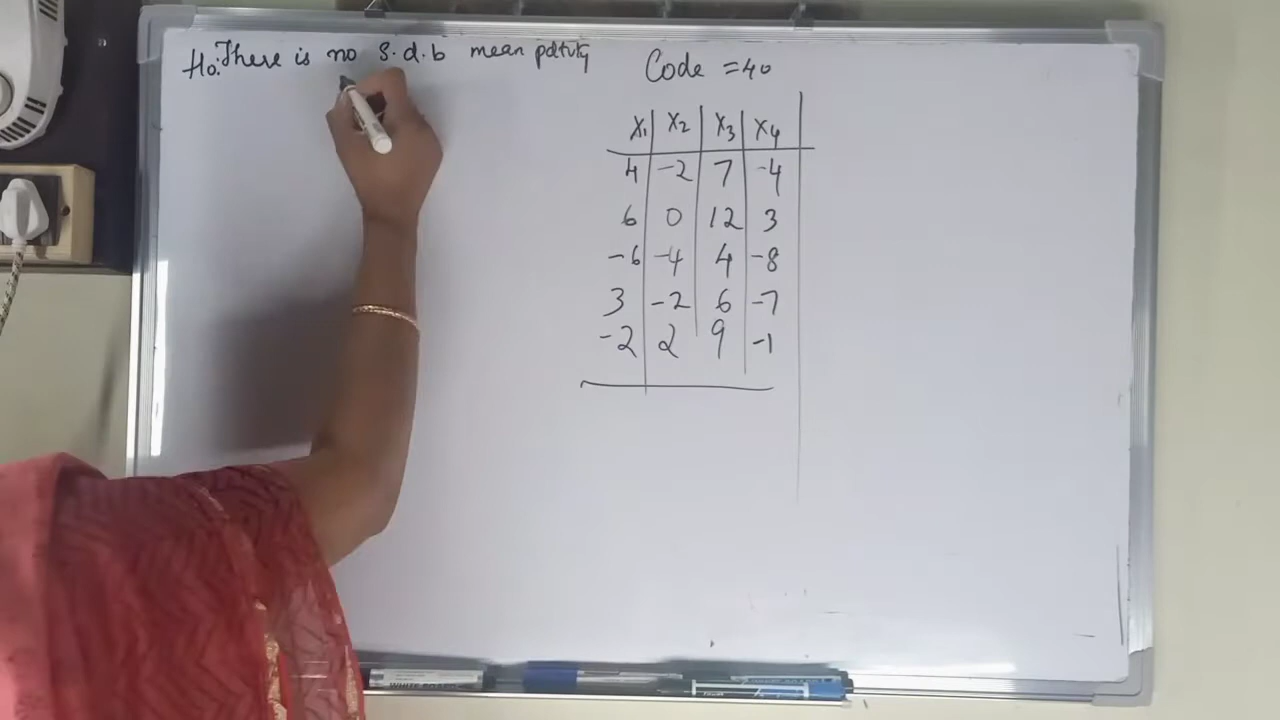 H₀: There is no S.d.b mean pdtvty
Code = 40
X₁ X₂ X₃ X₄
4 -2 7 -4
6 0 12 3
-6 -4 4 -8
3 -2 6 -7
-2 2 9 -1